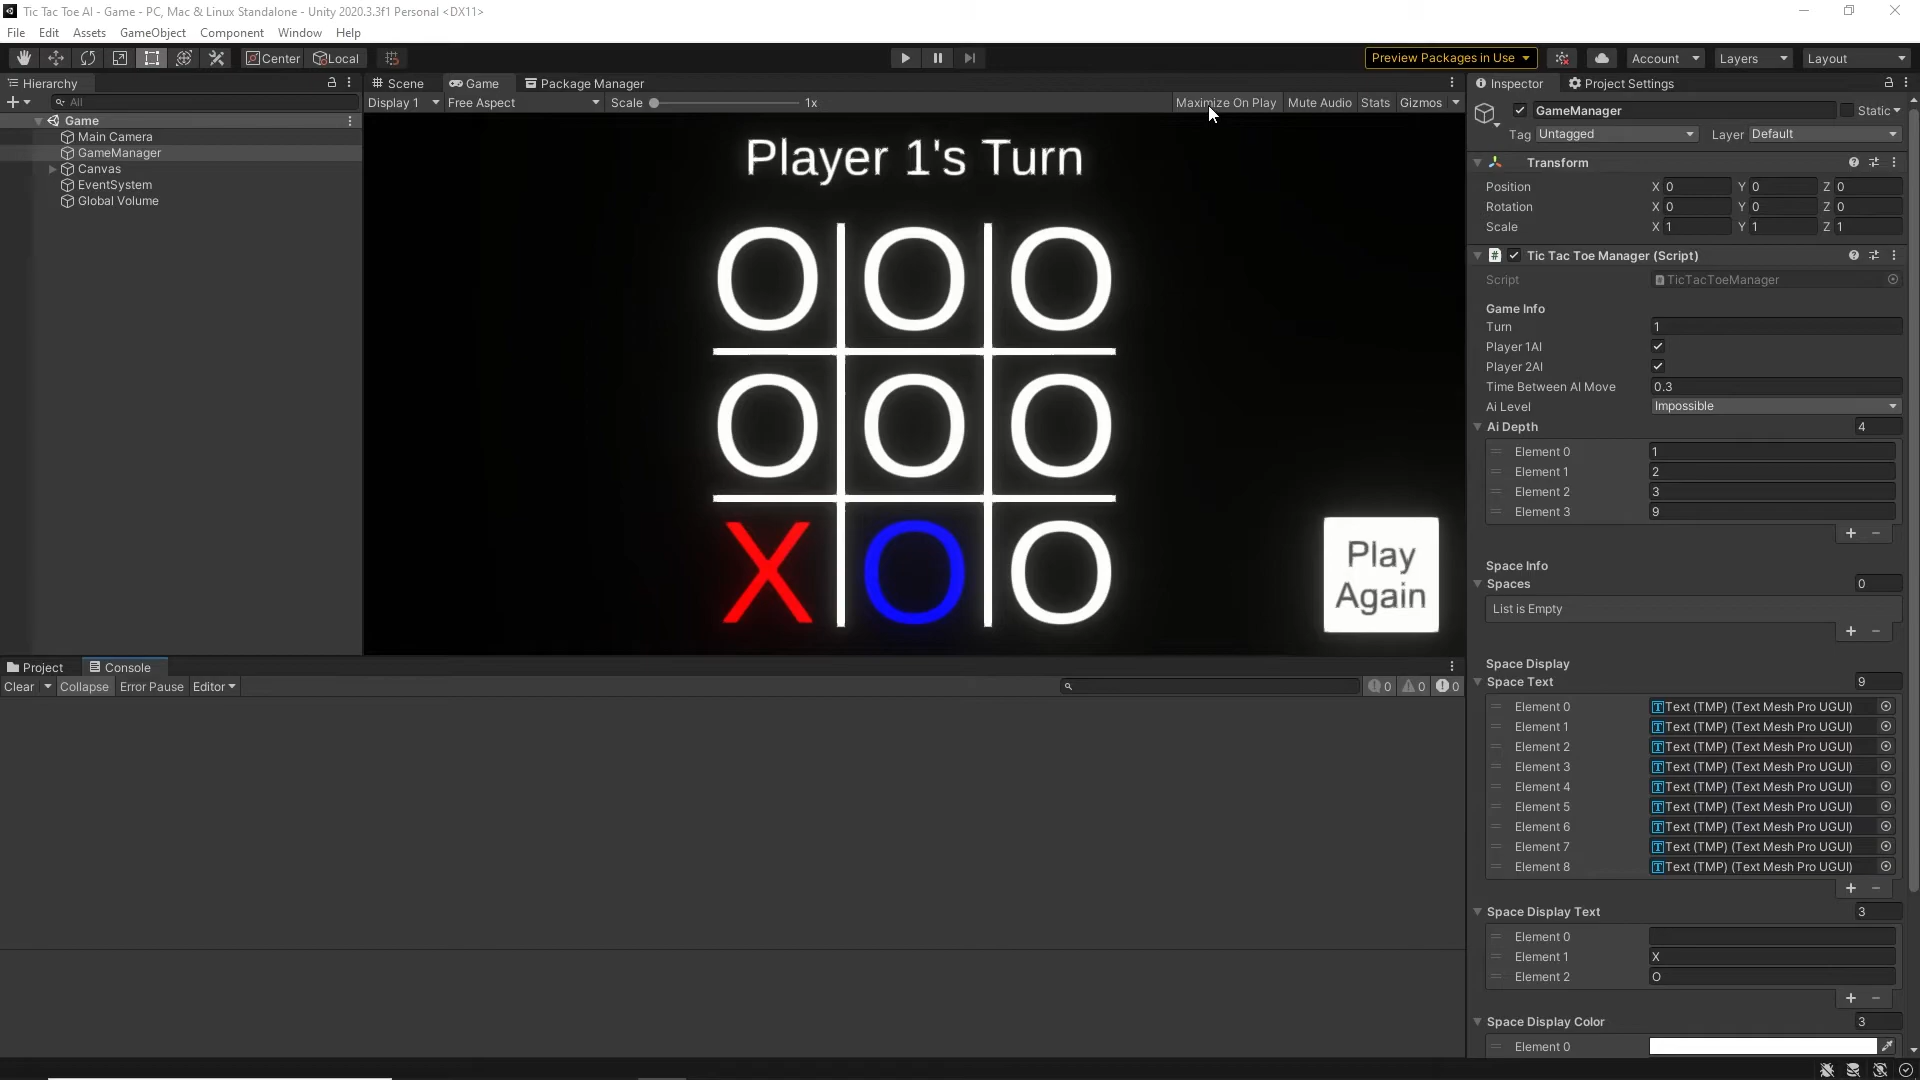 Tic Tac Toe AI - Game - PC, Mac & Linux Standalone - Unity 2020.3.3f1 Personal <DX11>
File Edit Assets GameObject Component Window Help
Center Local Preview Packages in Use Account Layers Layout
Hierarchy Scene Game Package Manager Inspector Project Settings
All Display 1 Free Aspect Scale 1x Maximize On Play Mute Audio Stats Gizmos
Game
Main Camera
GameManager
Canvas
EventSystem
Global Volume
Player 1's Turn
O O O
O O O
X O O
Play
Again
Project Console
Clear Collapse Error Pause Editor 0 0 0
GameManager Static
Tag Untagged Layer Default
Transform
Position X 0 Y 0 Z 0
Rotation X 0 Y 0 Z 0
Scale X 1 Y 1 Z 1
Tic Tac Toe Manager (Script)
Script TicTacToeManager
Game Info
Turn 1
Player 1AI
Player 2AI
Time Between AI Move 0.3
Ai Level Impossible
Ai Depth 4
Element 0 1
Element 1 2
Element 2 3
Element 3 9
Space Info
Spaces 0
List is Empty
Space Display
Space Text 9
Element 0 Text (TMP) (Text Mesh Pro UGUI)
Element 1 Text (TMP) (Text Mesh Pro UGUI)
Element 2 Text (TMP) (Text Mesh Pro UGUI)
Element 3 Text (TMP) (Text Mesh Pro UGUI)
Element 4 Text (TMP) (Text Mesh Pro UGUI)
Element 5 Text (TMP) (Text Mesh Pro UGUI)
Element 6 Text (TMP) (Text Mesh Pro UGUI)
Element 7 Text (TMP) (Text Mesh Pro UGUI)
Element 8 Text (TMP) (Text Mesh Pro UGUI)
Space Display Text 3
Element 0
Element 1 X
Element 2 O
Space Display Color 3
Element 0